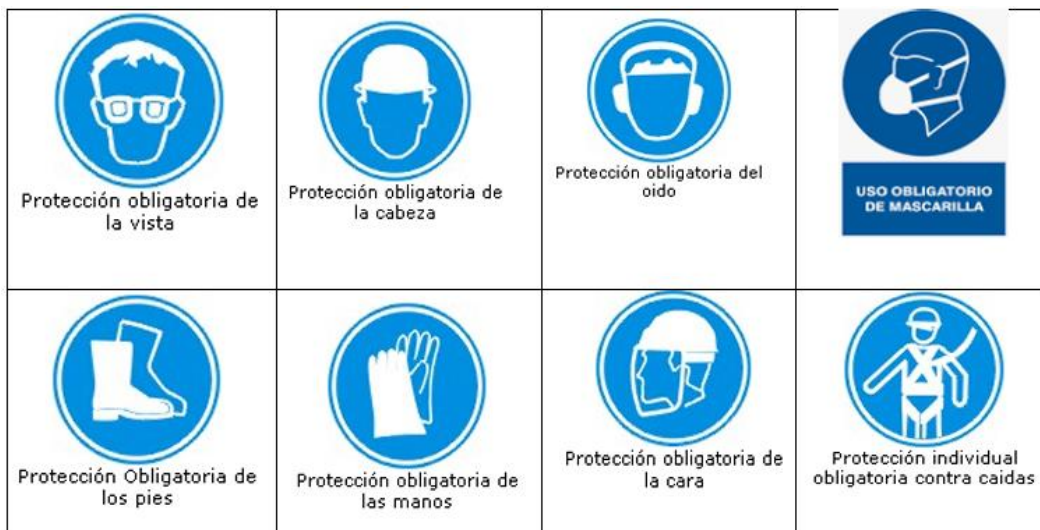 Protección obligatoria de
la vista
Protección obligatoria de
la cabeza
Protección obligatoria del
oido
USO OBLIGATORIO
DE MASCARILLA
Protección Obligatoria de
los pies
Protección obligatoria de
las manos
Protección obligatoria de
la cara
Protección individual
obligatoria contra caidas